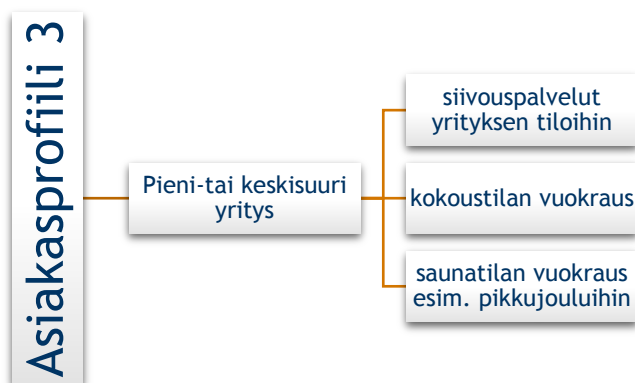 Asiakasprofiili 3
Pieni-tai keskisuuri
yritys
siivouspalvelut
yrityksen tiloihin
kokoustilan vuokraus
saunatilan vuokraus
esim. pikkujouluihin